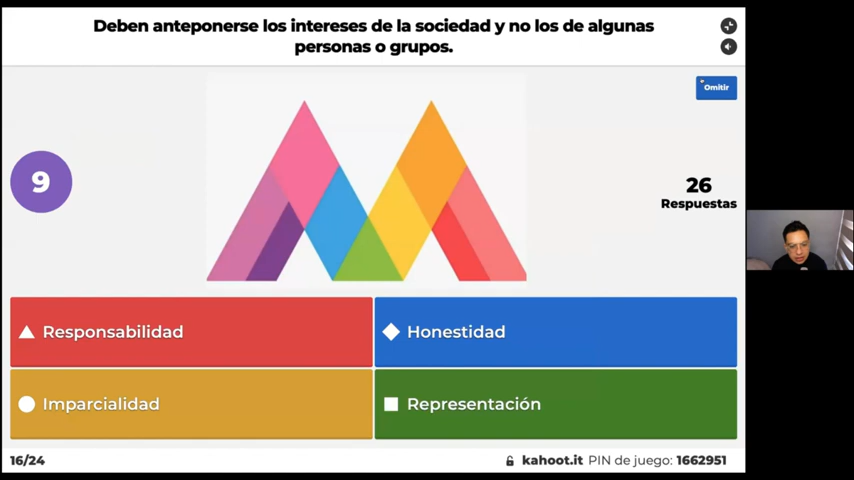 Deben anteponerse los intereses de la sociedad y no los de algunas
personas o grupos.
Omitir
9
26
Respuestas
Responsabilidad
Honestidad
Imparcialidad
Representación
16/24
kahoot.it PIN de juego: 1662951